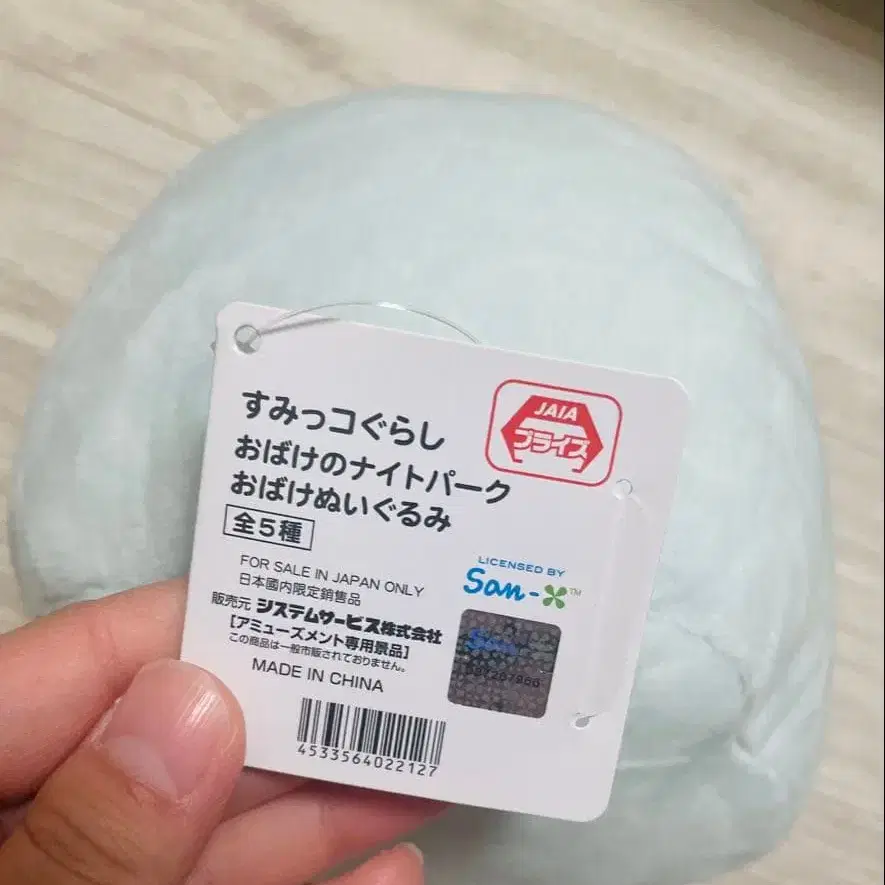 すみっコぐらし
おばけのナイトパーク
おばけぬいぐるみ
全5種
JAIA
プライズ
FOR SALE IN JAPAN ONLY
日本國内限定銷售品
販売元 システムサービス株式会社
[アミューズメント専用景品]
この商品は一般市販されておりません。
MADE IN CHINA
4533564022127
LICENSED BY
San-X™